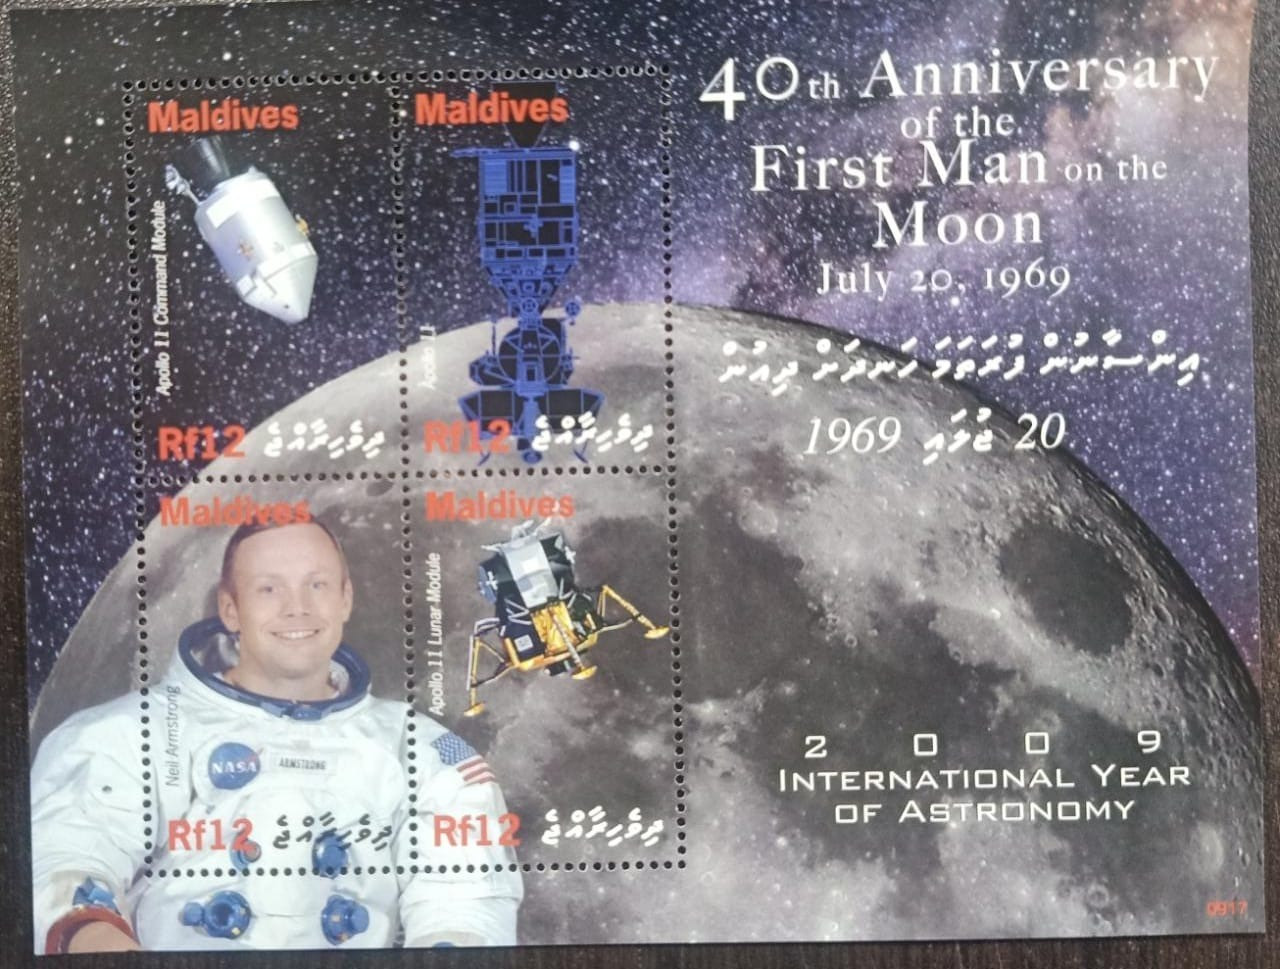 Maldives
Apollo 11 Command Module
Rf12 ދިވެހިރާއްޖެ
Maldives
Apollo 11
Rf12 ދިވެހިރާއްޖެ
Maldives
Neil Armstrong
NASA
ARMSTRONG
Rf12 ދިވެހިރާއްޖެ
Maldives
Apollo 11 Lunar Module
Rf12 ދިވެހިރާއްޖެ
40th Anniversary
of the
First Man on the
Moon
July 20, 1969
އިންސާނުން ފުރަތަމަ ހަނދަށް ދިއުން
20 ޖުލައި 1969
2009
INTERNATIONAL YEAR
OF ASTRONOMY
0917